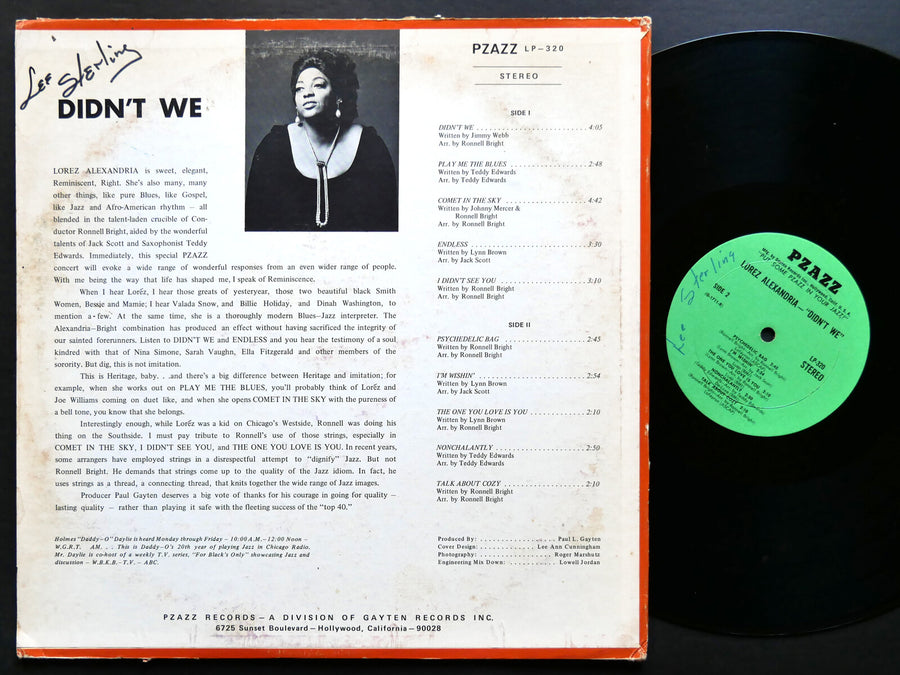 Lee Sterling
DIDN'T WE
LOREZ ALEXANDRIA is sweet, elegant,
Reminiscent, Right. She's also many, many
other things, like pure Blues, like Gospel,
like Jazz and Afro-American rhythm — all
blended in the talent-laden crucible of Con-
ductor Ronnell Bright, aided by the wonderful
talents of Jack Scott and Saxophonist Teddy
Edwards. Immediately, this special PZAZZ
concert will evoke a wide range of wonderful responses from an even wider range of people.
With me being the way that life has shaped me, I speak of Reminiscence.
When I hear Loréz, I hear those greats of yesteryear, those two beautiful black Smith
Women, Bessie and Mamie; I hear Valada Snow, and Billie Holiday, and Dinah Washington, to
mention a few. At the same time, she is a thoroughly modern Blues-Jazz interpreter. The
Alexandria-Bright combination has produced an effect without having sacrificed the integrity of
our sainted forerunners. Listen to DIDN'T WE and ENDLESS and you hear the testimony of a soul
kindred with that of Nina Simone, Sarah Vaughn, Ella Fitzgerald and other members of the
sorority. But dig, this is not imitation.
This is Heritage, baby. . .and there's a big difference between Heritage and imitation; for
example, when she works out on PLAY ME THE BLUES, you'll probably think of Loréz and
Joe Williams coming on duet like, and when she opens COMET IN THE SKY with the pureness of
a bell tone, you know that she belongs.
Interestingly enough, while Loréz was a kid on Chicago's Westside, Ronnell was doing his
thing on the Southside. I must pay tribute to Ronnell's use of those strings, especially in
COMET IN THE SKY, I DIDN'T SEE YOU, and THE ONE YOU LOVE IS YOU. In recent years,
some arrangers have employed strings in a disrespectful attempt to "dignify" Jazz. But not
Ronnell Bright. He demands that strings come up to the quality of the Jazz idiom. In fact, he
uses strings as a thread, a connecting thread, that knits together the wide range of Jazz images.
Producer Paul Gayten deserves a big vote of thanks for his courage in going for quality —
lasting quality — rather than playing it safe with the fleeting success of the "top 40."
Holmes "Daddy-O" Daylie is heard Monday through Friday - 10:00 A.M.-12:00 Noon -
W.G.R.T. AM. . . This is Daddy-O's 20th year of playing Jazz in Chicago Radio.
Mr. Daylie is co-host of a weekly T.V. series, "For Black's Only" showcasing Jazz and
discussion - W.B.K.B.-T.V. - ABC.
PZAZZ LP-320
STEREO
SIDE I
DIDN'T WE . . . . . . . . . . . . . . . . . . . . . . . . 4:05
Written by Jimmy Webb
Arr. by Ronnell Bright
PLAY ME THE BLUES . . . . . . . . . . . . . . . . 2:48
Written by Teddy Edwards
Arr. by Teddy Edwards
COMET IN THE SKY . . . . . . . . . . . . . . . . . 4:42
Written by Johnny Mercer &
Ronnell Bright
Arr. by Ronnell Bright
ENDLESS . . . . . . . . . . . . . . . . . . . . . . . . . 3:30
Written by Lynn Brown
Arr. by Jack Scott
I DIDN'T SEE YOU . . . . . . . . . . . . . . . . . . 3:10
Written by Ronnell Bright
Arr. by Ronnell Bright
SIDE II
PSYCHEDELIC BAG . . . . . . . . . . . . . . . . . . 2:45
Written by Ronnell Bright
Arr. by Ronnell Bright
I'M WISHIN' . . . . . . . . . . . . . . . . . . . . . . . 2:54
Written by Lynn Brown
Arr. by Jack Scott
THE ONE YOU LOVE IS YOU . . . . . . . . . . . 2:10
Written by Lynn Brown
Arr. by Ronnell Bright
NONCHALANTLY . . . . . . . . . . . . . . . . . . . 2:50
Written by Teddy Edwards
Arr. by Teddy Edwards
TALK ABOUT COZY . . . . . . . . . . . . . . . . . 2:10
Written by Ronnell Bright
Arr. by Ronnell Bright
Produced By: . . . . . . . . . . . . . . Paul L. Gayten
Cover Design: . . . . . . . . . . Lee Ann Cunningham
Photography: . . . . . . . . . . . . . . Roger Marshutz
Engineering Mix Down: . . . . . . . . . Lowell Jordan
PZAZZ RECORDS — A DIVISION OF GAYTEN RECORDS INC.
6725 Sunset Boulevard — Hollywood, California — 90028
PZAZZ
"PUT SOME PZAZZ IN YOUR JAZZ!"
LOREZ ALEXANDRIA — "DIDN'T WE"
Lee Sterling
SIDE 2
LP-320
STEREO
PSYCHEDELIC BAG
I'M WISHIN'
THE ONE YOU LOVE IS YOU
NONCHALANTLY
TALK ABOUT COZY